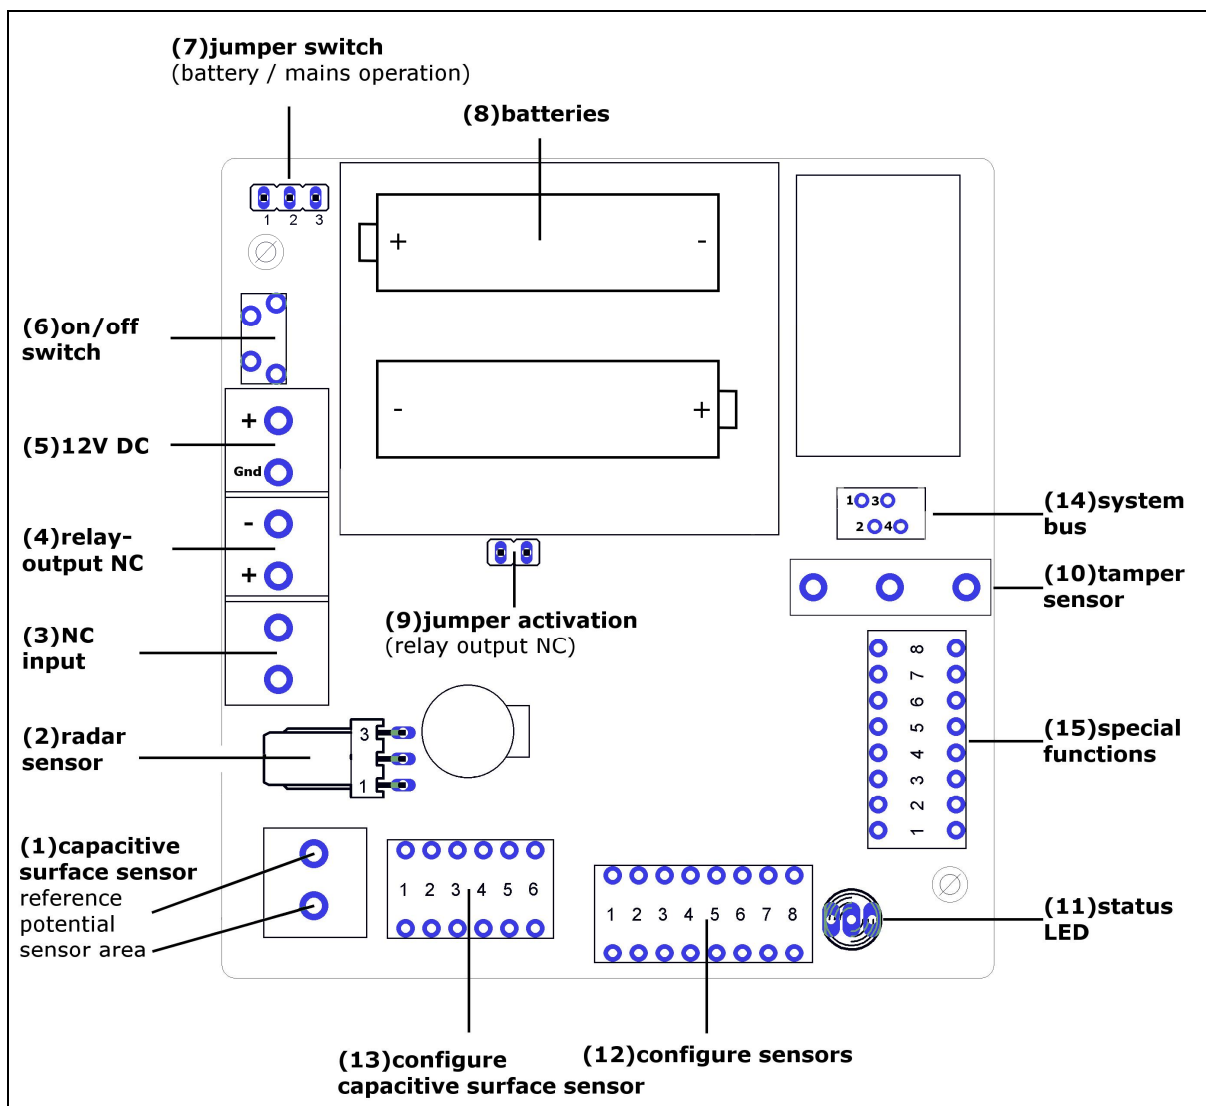 (7)jumper switch
(battery / mains operation)
(8)batteries
1 2 3
+ -
(6)on/off
switch
- +
+
(5)12V DC
Gnd
(14)system
bus
1 3
2 4
-
(4)relay-
output NC
+
(10)tamper
sensor
(9)jumper activation
(relay output NC)
(3)NC
input
8
7
6
5
4
3
2
1
(15)special
functions
(2)radar
sensor
3
1
(1)capacitive
surface sensor
reference
potential
sensor area
1 2 3 4 5 6
1 2 3 4 5 6 7 8
(11)status
LED
(13)configure
capacitive surface sensor
(12)configure sensors